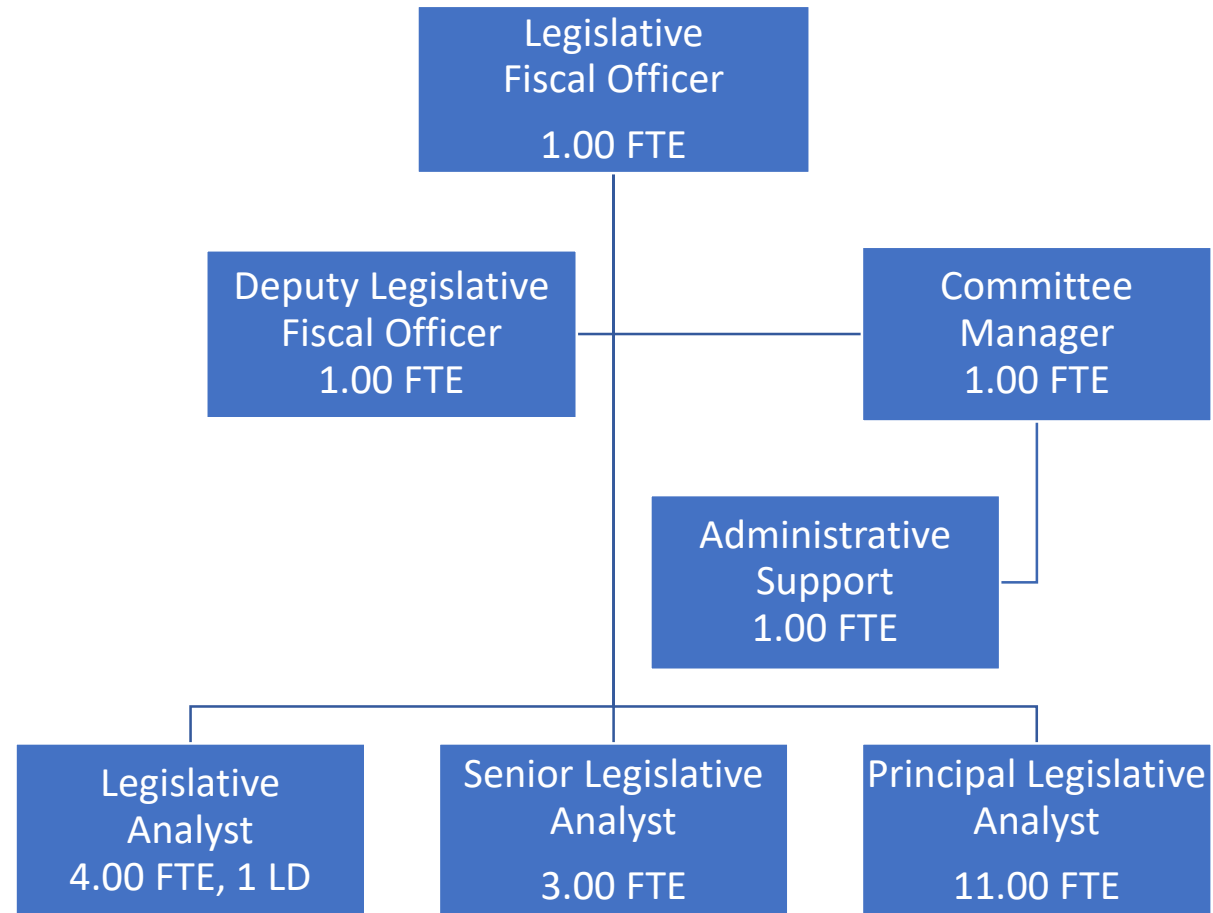 Legislative
Fiscal Officer
1.00 FTE
Deputy Legislative
Fiscal Officer
1.00 FTE
Committee
Manager
1.00 FTE
Administrative
Support
1.00 FTE
Legislative
Analyst
4.00 FTE, 1 LD
Senior Legislative
Analyst
3.00 FTE
Principal Legislative
Analyst
11.00 FTE